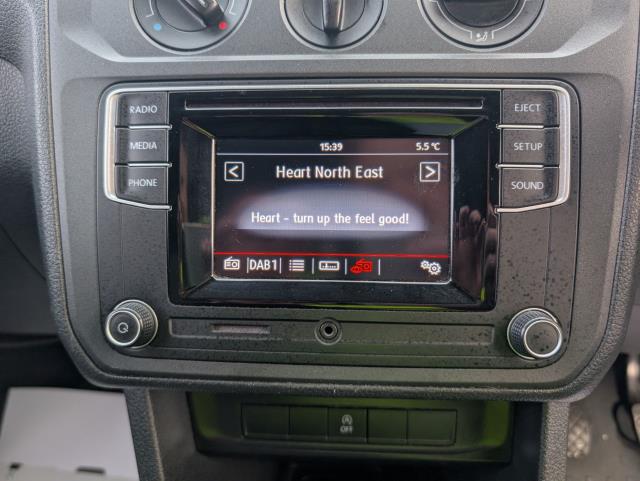 RADIO
MEDIA
PHONE
EJECT
SETUP
SOUND
15:39 5.5 °C
< Heart North East >
Heart - turn up the feel good!
DAB1
OFF